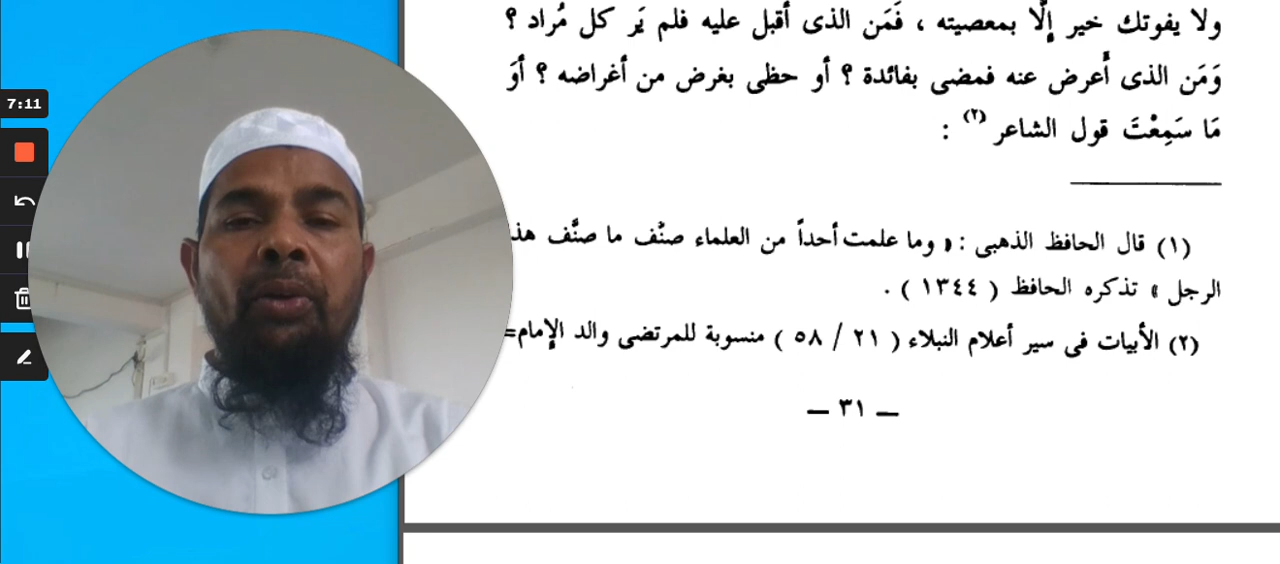 7:11
ولا يفوتك خير إلَّا بمعصيته ، فَمَن الذى أقبل عليه فلم يَر كل مُراد ؟
وَمَن الذى أَعرض عنه فمضى بفائدة ؟ أو حظى بغرض من أغراضه ؟ أوَ
مَا سَمِعْتَ قول الشاعر (٢) :
(١) قال الحافظ الذهبى : « وما علمت أحداً من العلماء صنَّف ما صنَّف هذ
الرجل » تذكره الحافظ ( ١٣٤٤ ) .
(٢) الأبيات فى سير أعلام النبلاء ( ٢١ / ٥٨ ) منسوبة للمرتضى والد الإمام=
— ٣١ —